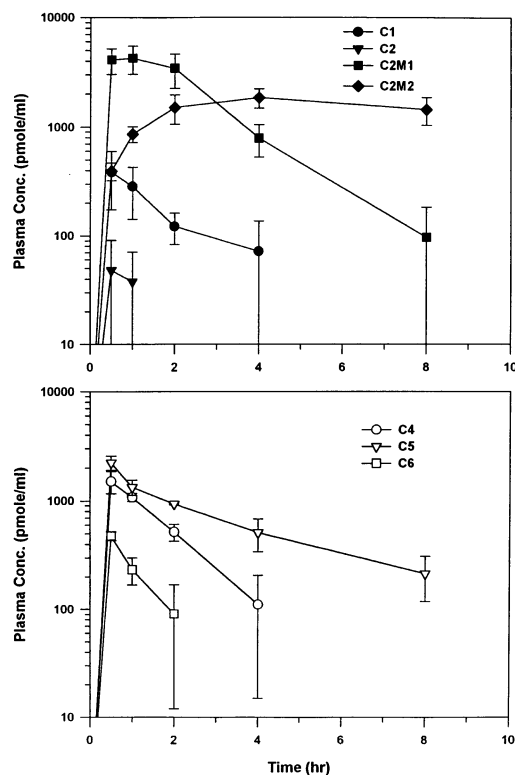 10000
1000
100
10
Plasma Conc. (pmole/ml)
C1
C2
C2M1
C2M2
0 2 4 6 8 10
10000
1000
100
10
Plasma Conc. (pmole/ml)
C4
C5
C6
0 2 4 6 8 10
Time (hr)